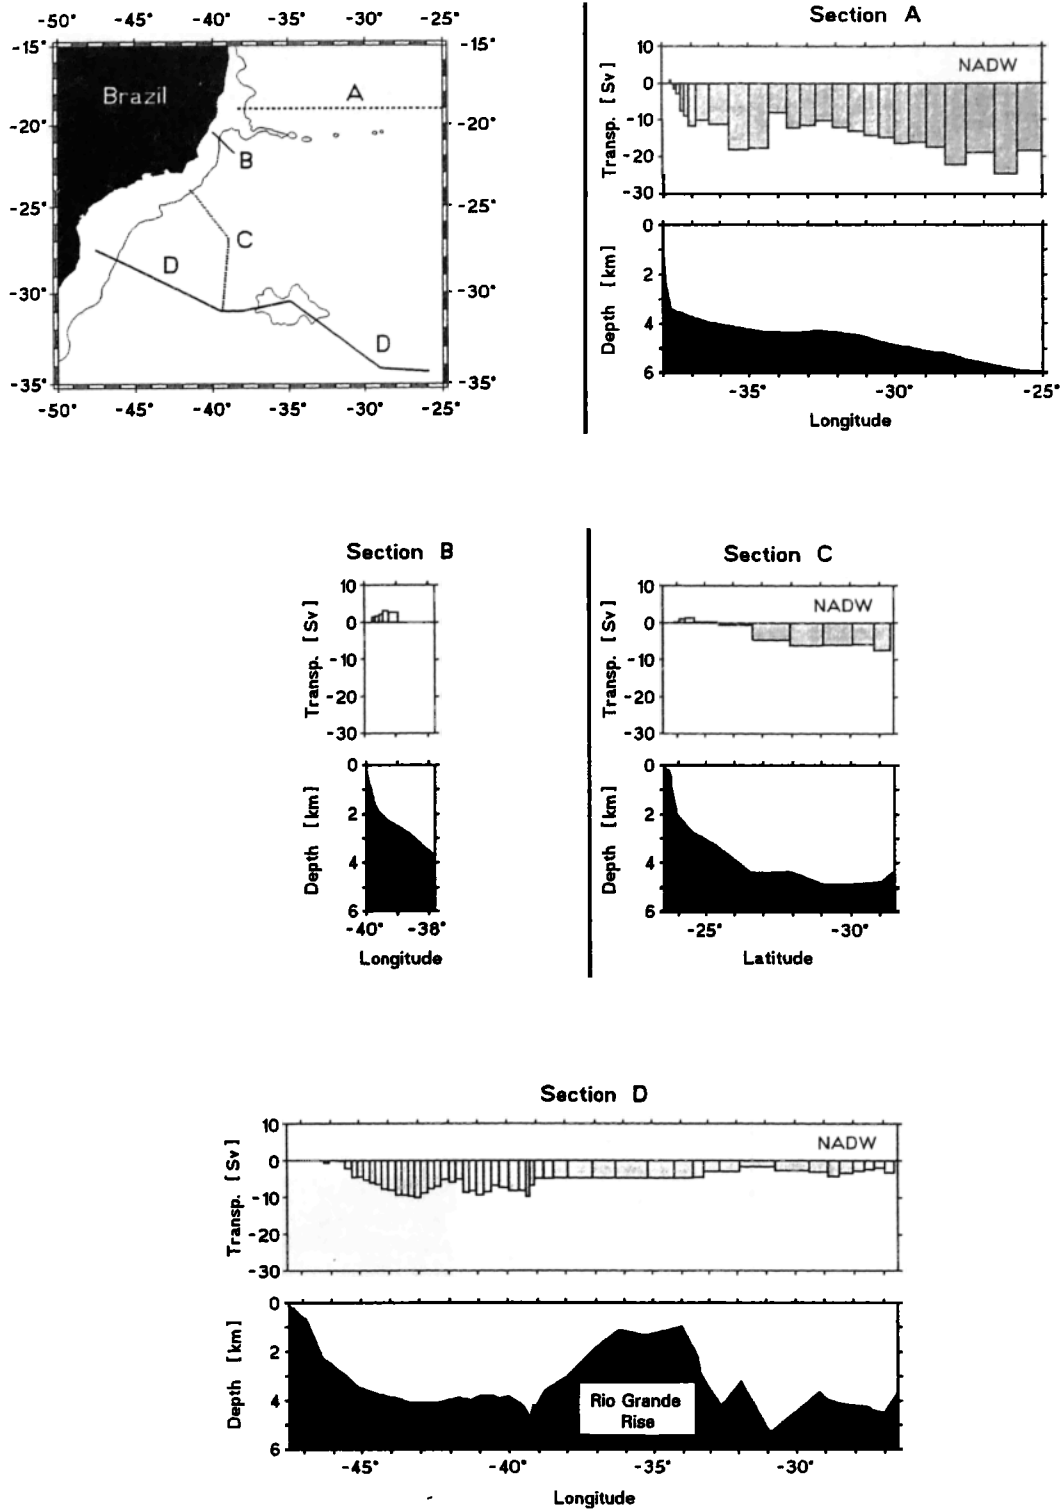 -50° -45° -40° -35° -30° -25°
-15° -15°
Brazil
A
-20° -20°
B
-25° -25°
C
D
-30° -30°
D
-35° -35°
-50° -45° -40° -35° -30° -25°
Section A
Transp. [Sv]
10
0
-10
-20
-30
NADW
Depth [km]
0
2
4
6
-35° -30° -25°
Longitude
Section B
Transp. [Sv]
10
0
-10
-20
-30
Depth [km]
0
2
4
6
-40° -38°
Longitude
Section C
Transp. [Sv]
10
0
-10
-20
-30
NADW
Depth [km]
0
2
4
6
-25° -30°
Latitude
Section D
Transp. [Sv]
10
0
-10
-20
-30
NADW
Depth [km]
0
2
4
6
Rio Grande
Rise
-45° -40° -35° -30°
Longitude